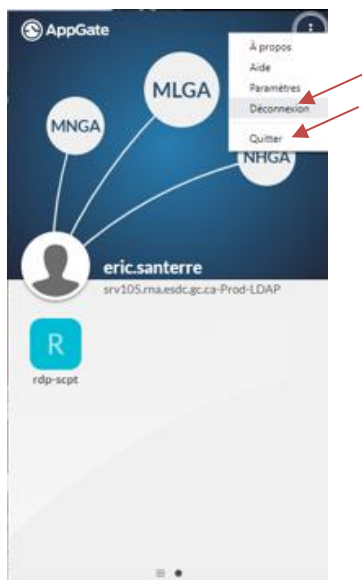 AppGate
À propos
Aide
Paramètres
Déconnexion
Quitter
MLGA
MNGA
NHGA
eric.santerre
srv105.rna.esdc.gc.ca-Prod-LDAP
R
rdp-scpt